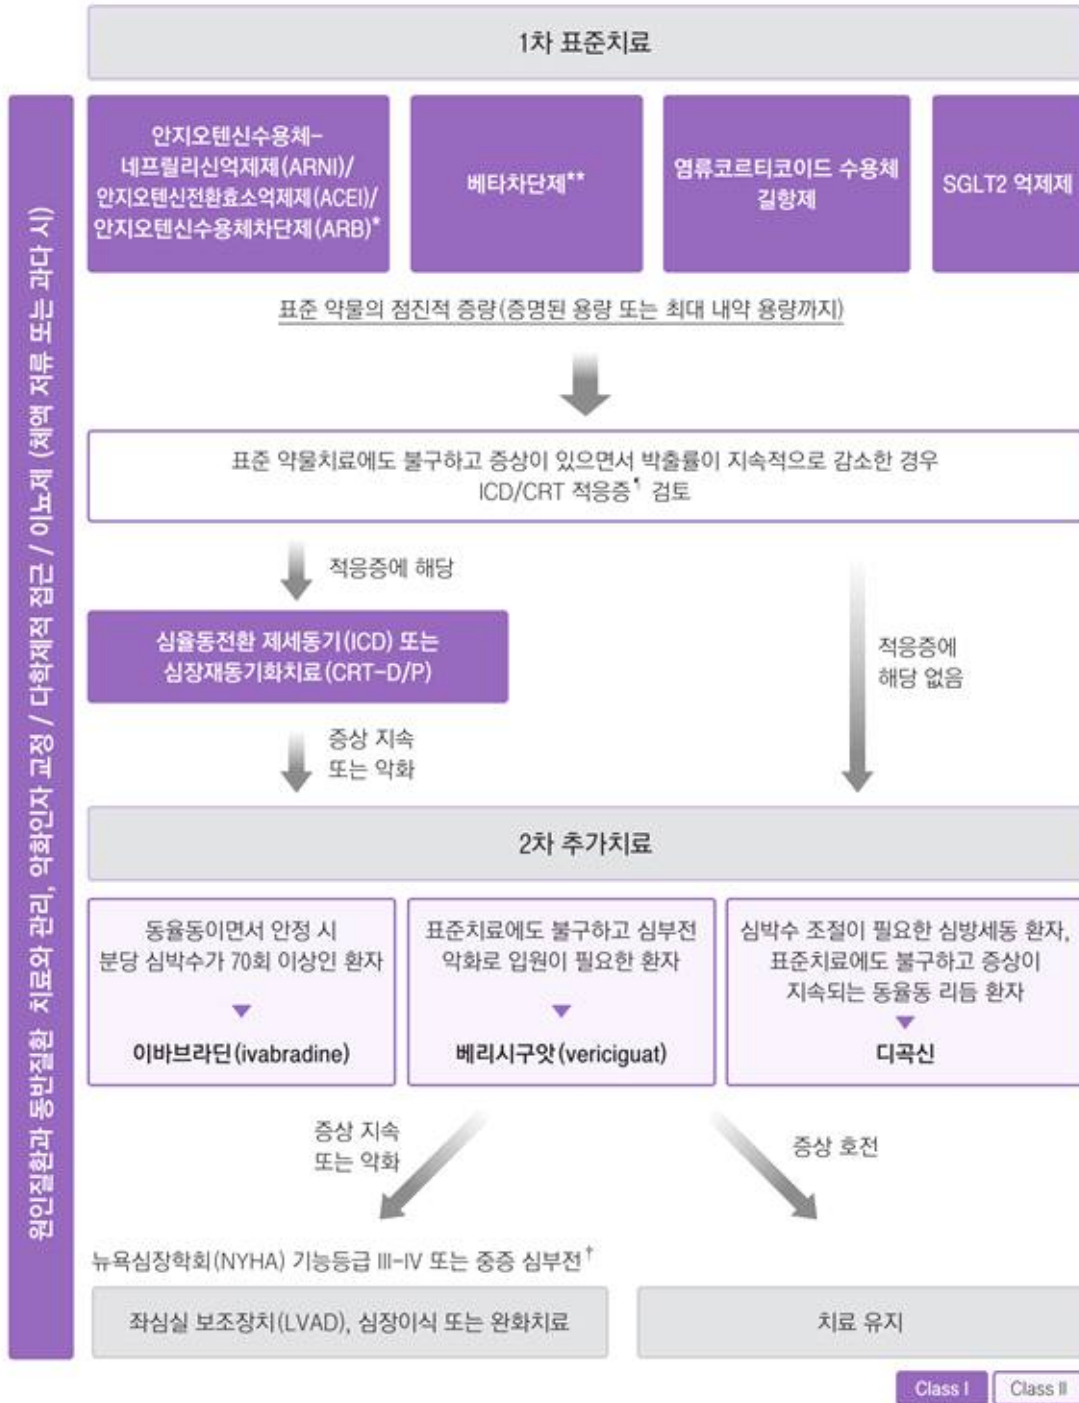 1차 표준치료
원인질환과 동반질환 치료와 관리, 악화인자 교정 / 다학제적 접근 / 이뇨제 (체액 저류 또는 과다 시)
안지오텐신수용체-
네프릴리신억제제(ARNI)/
안지오텐신전환효소억제제(ACEI)/
안지오텐신수용체차단제(ARB)*
베타차단제**
염류코르티코이드 수용체
길항제
SGLT2 억제제
표준 약물의 점진적 증량(증명된 용량 또는 최대 내약 용량까지)
표준 약물치료에도 불구하고 증상이 있으면서 박출률이 지속적으로 감소한 경우
ICD/CRT 적응증¶ 검토
적응증에 해당
심율동전환 제세동기(ICD) 또는
심장재동기화치료(CRT-D/P)
적응증에
해당 없음
증상 지속
또는 악화
2차 추가치료
동율동이면서 안정 시
분당 심박수가 70회 이상인 환자
이바브라딘(ivabradine)
표준치료에도 불구하고 심부전
악화로 입원이 필요한 환자
베리시구앗(vericiguat)
심박수 조절이 필요한 심방세동 환자,
표준치료에도 불구하고 증상이
지속되는 동율동 리듬 환자
디곡신
증상 지속
또는 악화
증상 호전
뉴욕심장학회(NYHA) 기능등급 III-IV 또는 중증 심부전†
좌심실 보조장치(LVAD), 심장이식 또는 완화치료
치료 유지
Class I
Class II